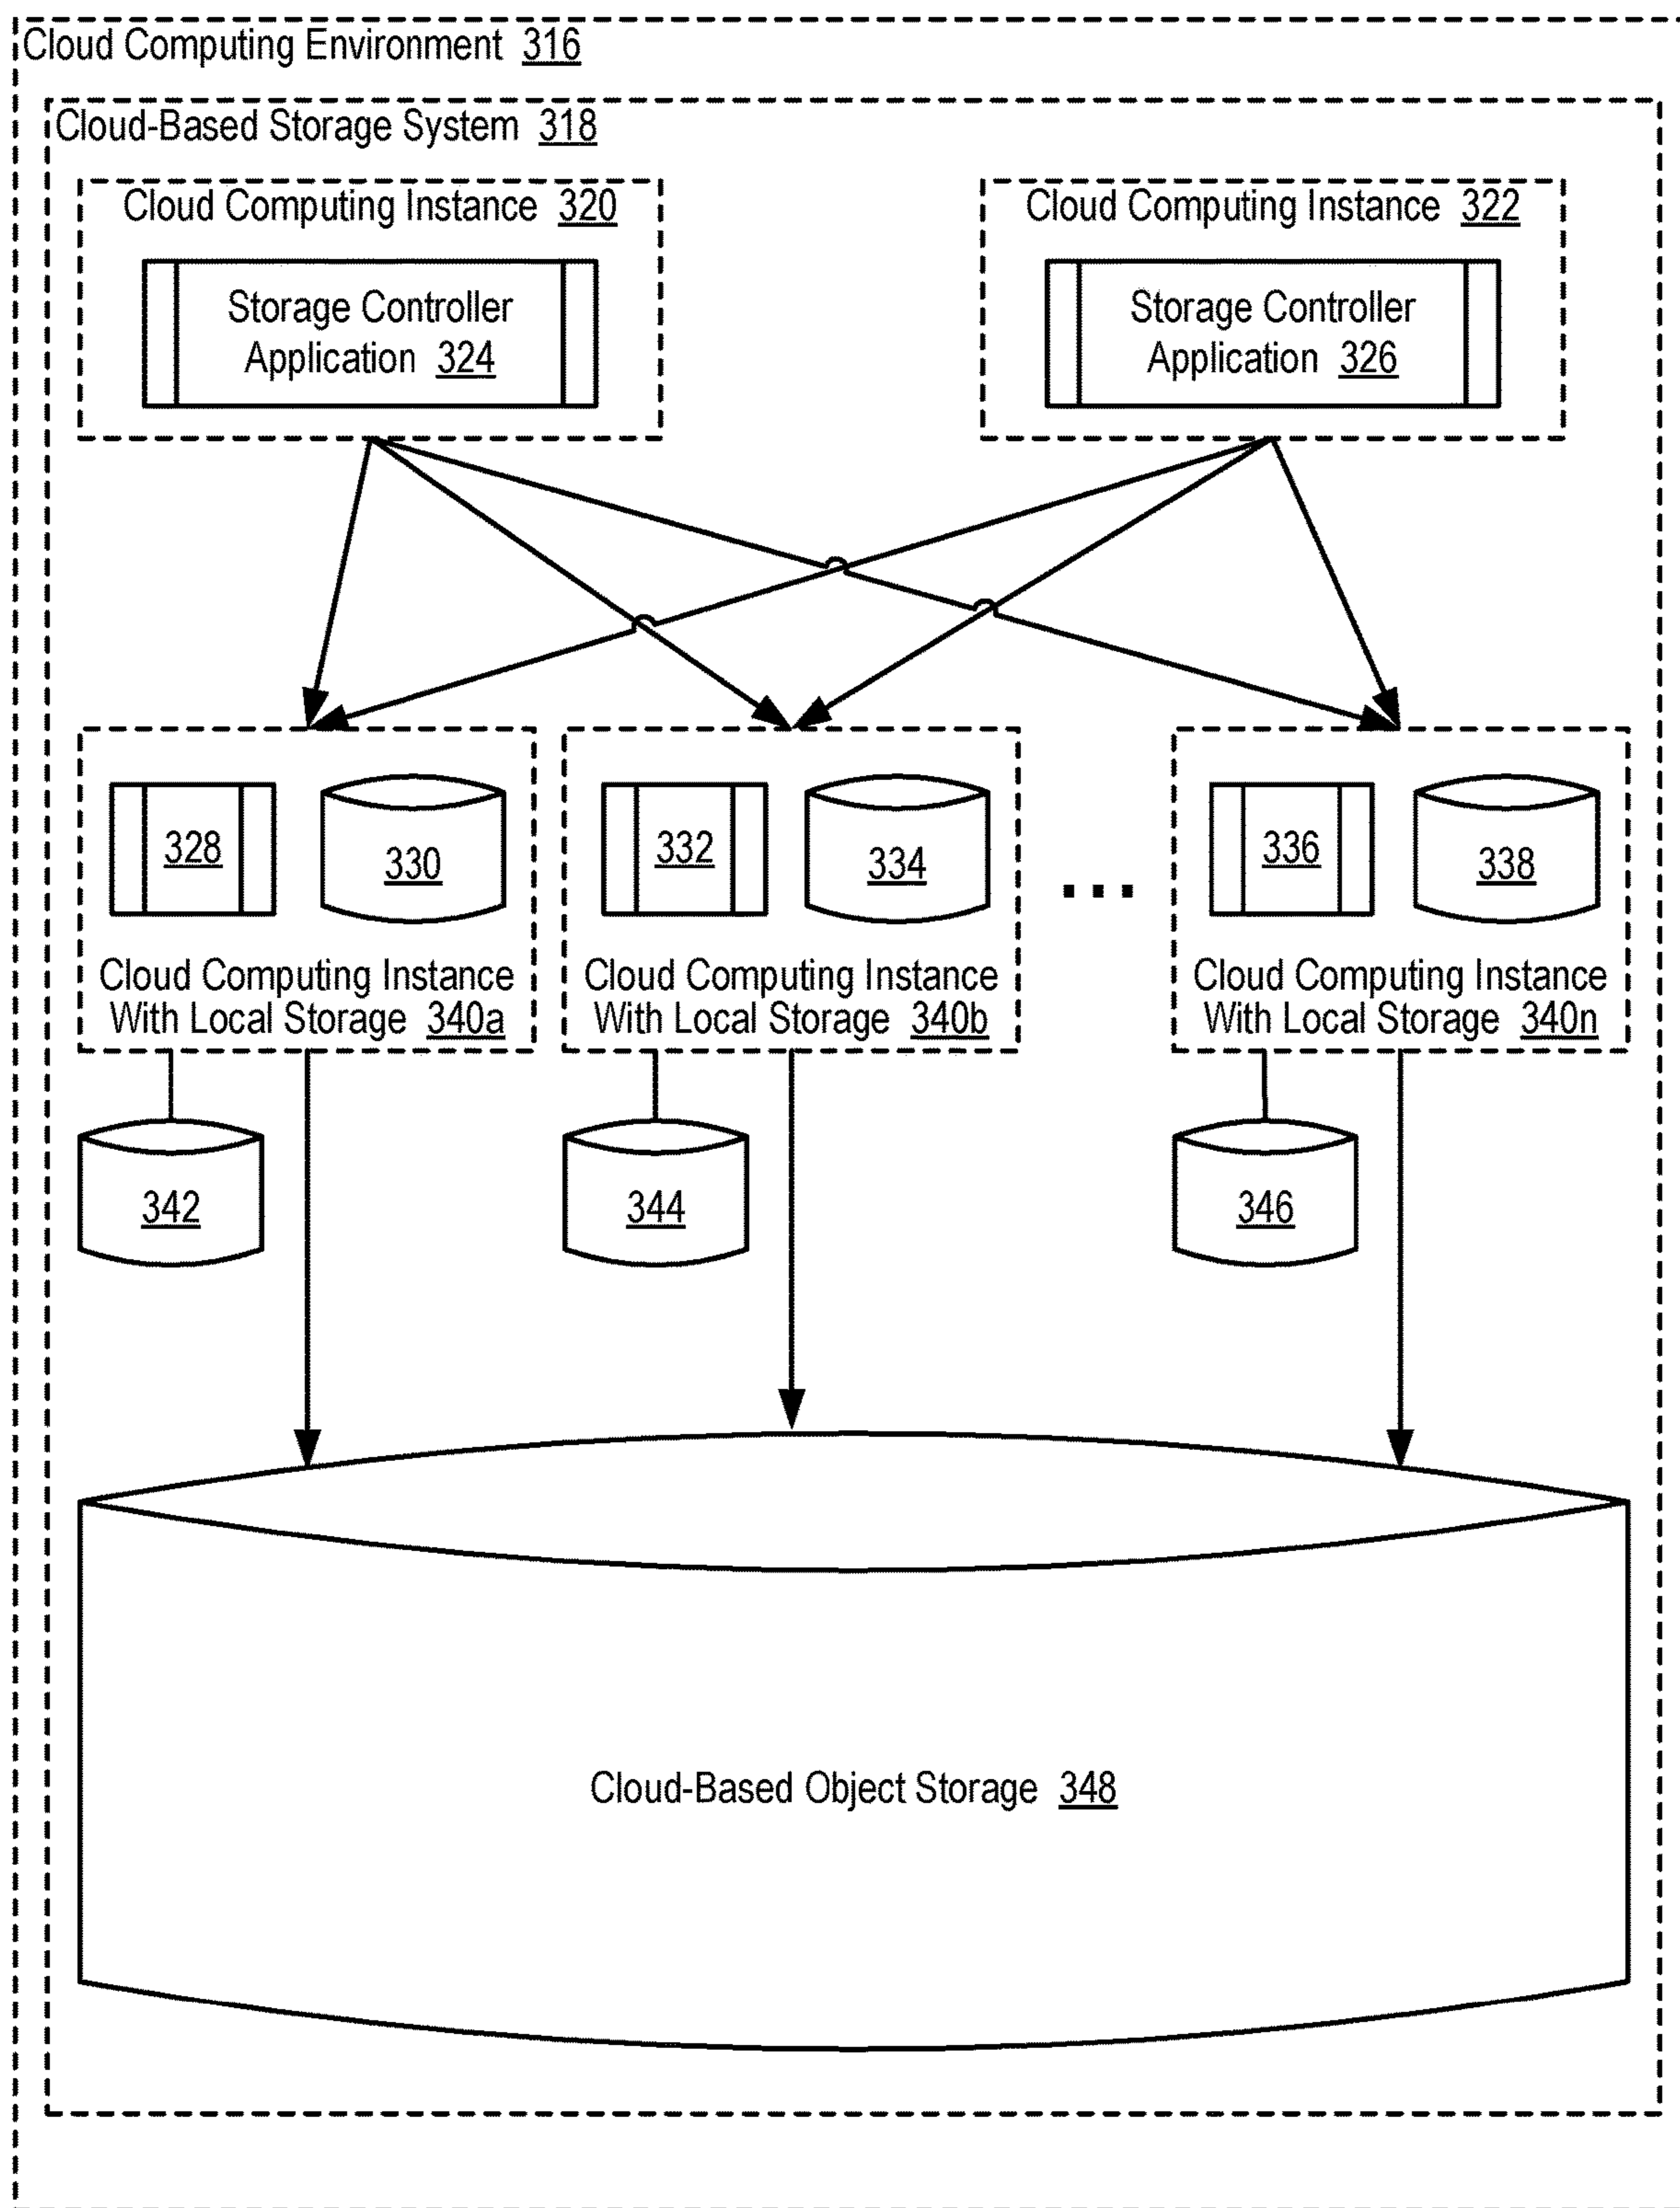 Cloud Computing Environment 316
Cloud-Based Storage System 318
Cloud Computing Instance 320
Storage Controller
Application 324
Cloud Computing Instance 322
Storage Controller
Application 326
328
330
Cloud Computing Instance
With Local Storage 340a
332
334
Cloud Computing Instance
With Local Storage 340b
...
336
338
Cloud Computing Instance
With Local Storage 340n
342
344
346
Cloud-Based Object Storage 348